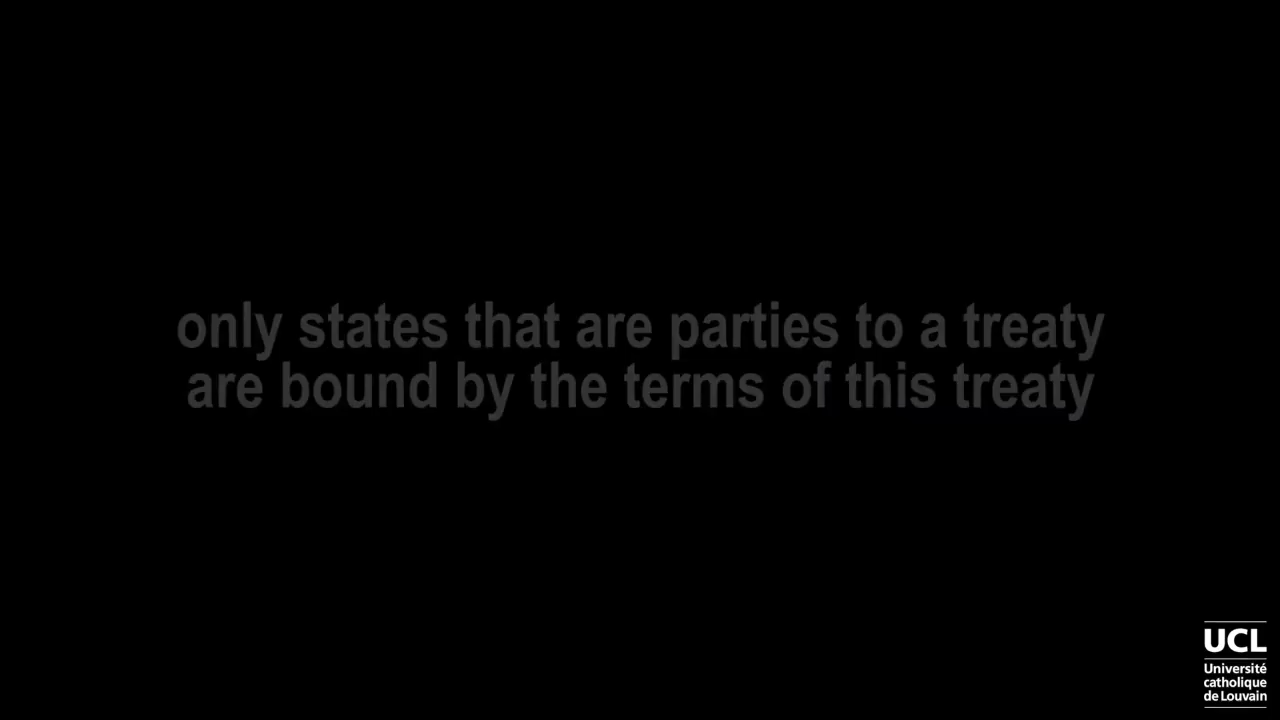 only states that are parties to a treaty
are bound by the terms of this treaty
UCL
Université
catholique
de Louvain